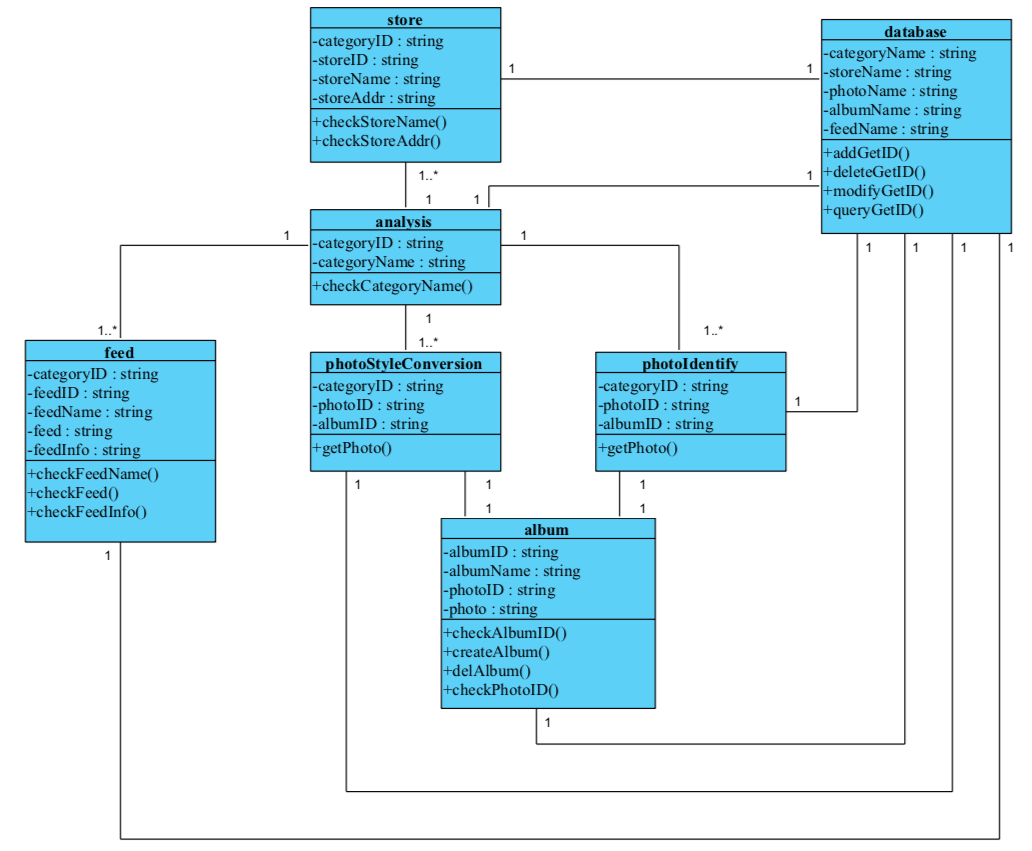 store
-categoryID : string
-storeID : string
-storeName : string
-storeAddr : string
+checkStoreName()
+checkStoreAddr()
database
-categoryName : string
-storeName : string
-photoName : string
-albumName : string
-feedName : string
+addGetID()
+deleteGetID()
+modifyGetID()
+queryGetID()
1
1
1..*
1
1
1
analysis
-categoryID : string
-categoryName : string
+checkCategoryName()
1
1
1
1
1
1
1
1..*
1..*
1..*
feed
-categoryID : string
-feedID : string
-feedName : string
-feed : string
-feedInfo : string
+checkFeedName()
+checkFeed()
+checkFeedInfo()
photoStyleConversion
-categoryID : string
-photoID : string
-albumID : string
+getPhoto()
photoIdentify
-categoryID : string
-photoID : string
-albumID : string
+getPhoto()
1
1
1
1
1
1
1
album
-albumID : string
-albumName : string
-photoID : string
-photo : string
+checkAlbumID()
+createAlbum()
+delAlbum()
+checkPhotoID()
1